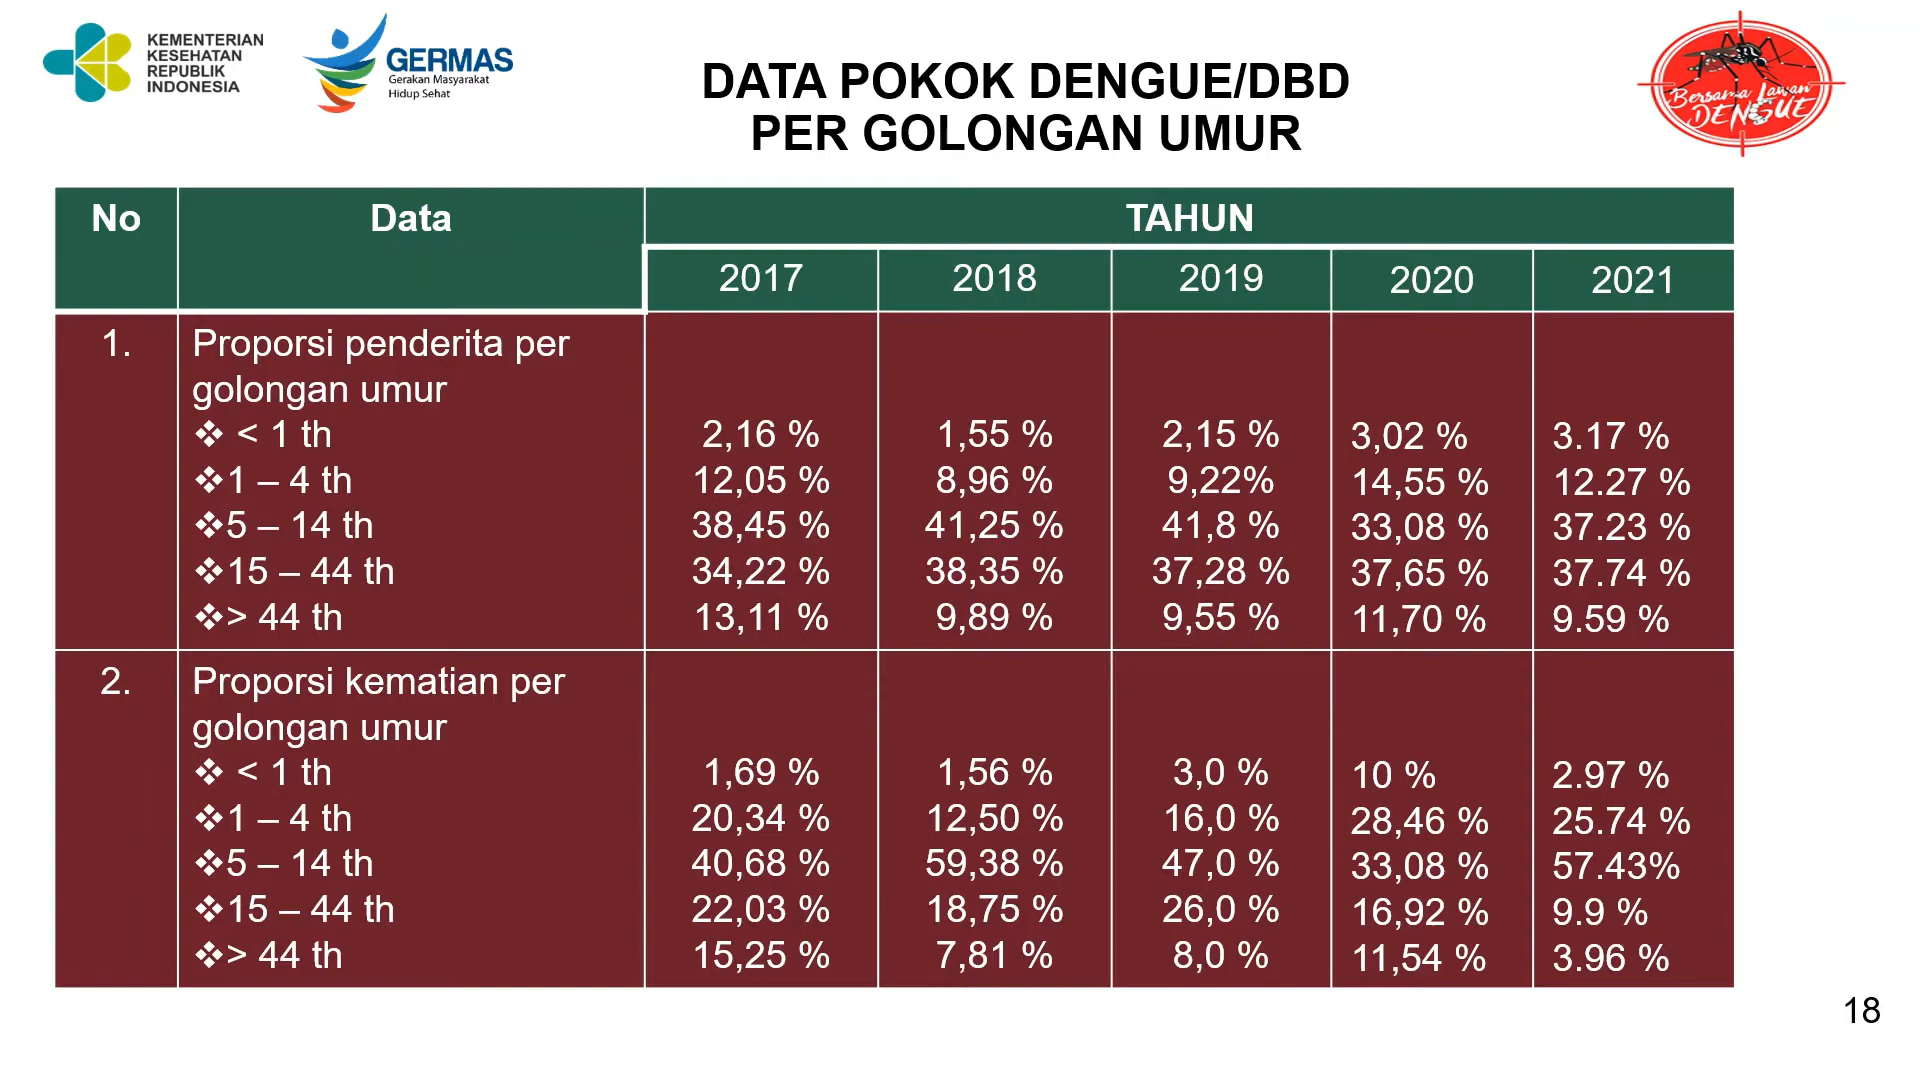 KEMENTERIAN
KESEHATAN
REPUBLIK
INDONESIA
GERMAS
Gerakan Masyarakat
Hidup Sehat
DATA POKOK DENGUE/DBD
PER GOLONGAN UMUR
Bersama Lawan
DENGUE
No Data TAHUN
2017 2018 2019 2020 2021
1. Proporsi penderita per
golongan umur
❖ < 1 th 2,16 % 1,55 % 2,15 % 3,02 % 3.17 %
❖1 – 4 th 12,05 % 8,96 % 9,22% 14,55 % 12.27 %
❖5 – 14 th 38,45 % 41,25 % 41,8 % 33,08 % 37.23 %
❖15 – 44 th 34,22 % 38,35 % 37,28 % 37,65 % 37.74 %
❖> 44 th 13,11 % 9,89 % 9,55 % 11,70 % 9.59 %
2. Proporsi kematian per
golongan umur
❖ < 1 th 1,69 % 1,56 % 3,0 % 10 % 2.97 %
❖1 – 4 th 20,34 % 12,50 % 16,0 % 28,46 % 25.74 %
❖5 – 14 th 40,68 % 59,38 % 47,0 % 33,08 % 57.43%
❖15 – 44 th 22,03 % 18,75 % 26,0 % 16,92 % 9.9 %
❖> 44 th 15,25 % 7,81 % 8,0 % 11,54 % 3.96 %
18